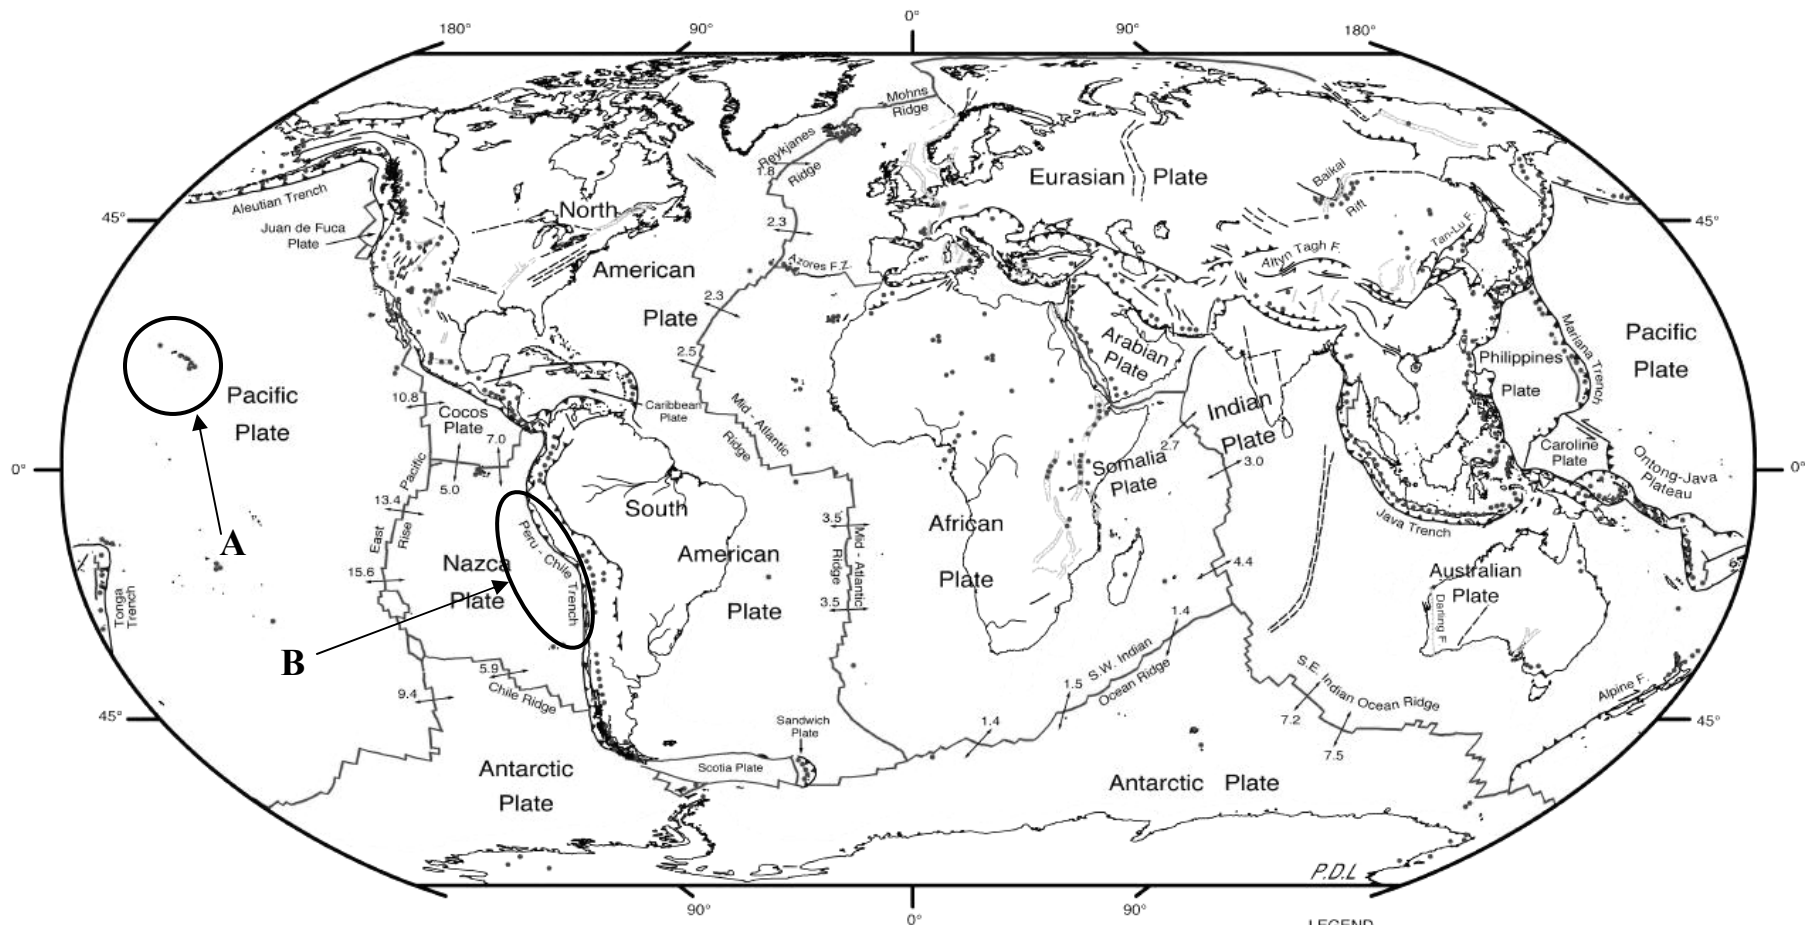 180°
90°
0°
90°
180°
Mohns
Ridge
Reykjanes
Ridge
1.8
Eurasian Plate
Baikal
Rift
Aleutian Trench
45°
45°
Juan de Fuca
Plate
North
American
Plate
2.3
Azores F.Z.
Altyn Tagh F.
Tan-Lu F.
2.3
2.5
Arabian
Plate
Philippines
Plate
Mariana Trench
Pacific
Plate
Pacific
Plate
10.8
Cocos
Plate
7.0
5.0
Caribbean
Plate
Mid - Atlantic
Ridge
Indian
Plate
2.7
3.0
Somalia
Plate
Caroline
Plate
Ontong-Java
Plateau
0°
0°
A
13.4
East
Pacific
Rise
15.6
Peru - Chile Trench
Nazca
Plate
B
South
American
Plate
3.5
3.5
Mid - Atlantic
Ridge
African
Plate
4.4
Java Trench
Australian
Plate
Darling F.
Tonga
Trench
1.4
S.W. Indian
Ocean Ridge
1.5
1.4
S.E. Indian Ocean Ridge
7.2
7.5
Alpine F.
5.9
Chile Ridge
9.4
45°
45°
Sandwich
Plate
Scotia Plate
Antarctic
Plate
Antarctic Plate
P.D.L
90°
0°
90°
LEGEND